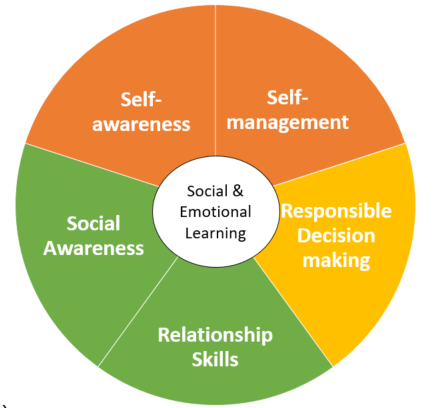 Self-
awareness
Self-
management
Social &
Emotional
Learning
Responsible
Decision
making
Social
Awareness
Relationship
Skills